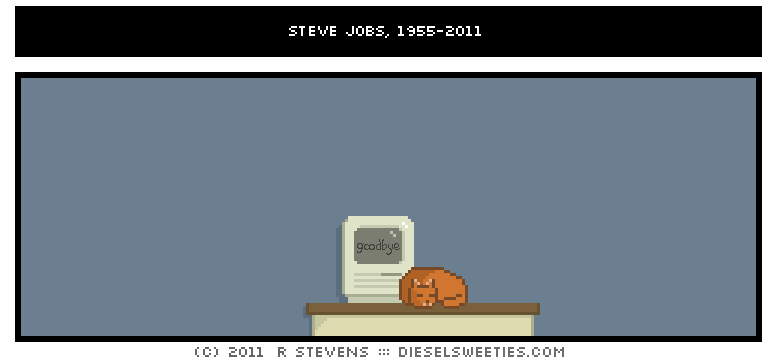 STEVE JOBS, 1955-2011
goodbye
(C) 2011 R STEVENS ::: DIESELSWEETIES.COM